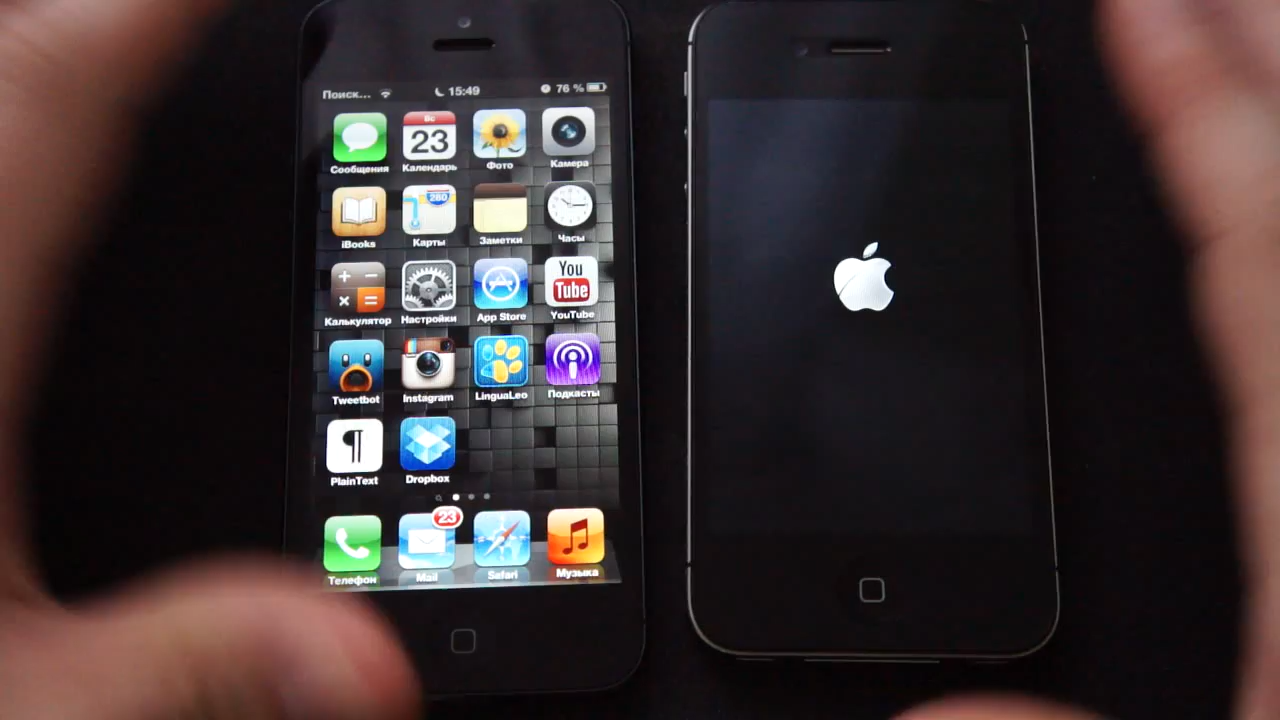 Поиск... 15:49 76 %
Вс
23
Сообщения Календарь Фото Камера
280
iBooks Карты Заметки Часы
You
Tube
Калькулятор Настройки App Store YouTube
Tweetbot Instagram LinguaLeo Подкасты
PlainText Dropbox
23
Телефон Mail Safari Музыка